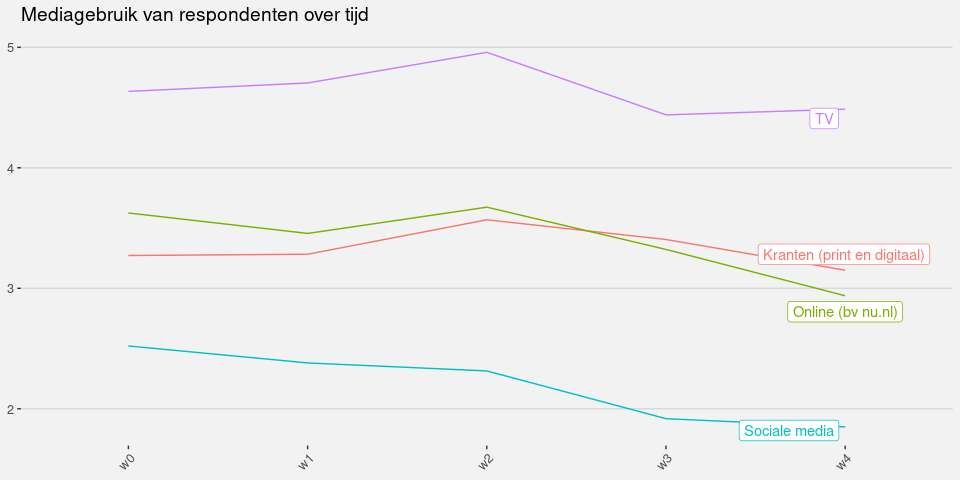 Mediagebruik van respondenten over tijd
5
TV
4
Kranten (print en digitaal)
3
Online (bv nu.nl)
2
Sociale media
w0
w1
w2
w3
w4